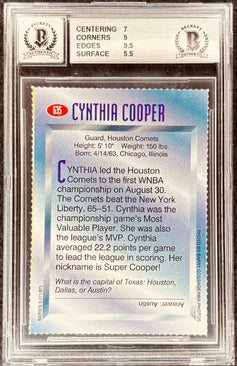 CENTERING 7
CORNERS 9
EDGES 9.5
SURFACE 5.5
BECKETT
BECKETT
635 CYNTHIA COOPER
Guard, Houston Comets
Height: 5' 10" Weight: 150 lbs.
Born: 4/14/63, Chicago, Illinois
CYNTHIA led the Houston
Comets to the first WNBA
championship on August 30.
The Comets beat the New York
Liberty, 65–51. Cynthia was the
championship game's Most
Valuable Player. She was also
the league's MVP. Cynthia
averaged 22.2 points per game
to lead the league in scoring. Her
nickname is Super Cooper!
What is the capital of Texas: Houston,
Dallas, or Austin?
Answer: Austin